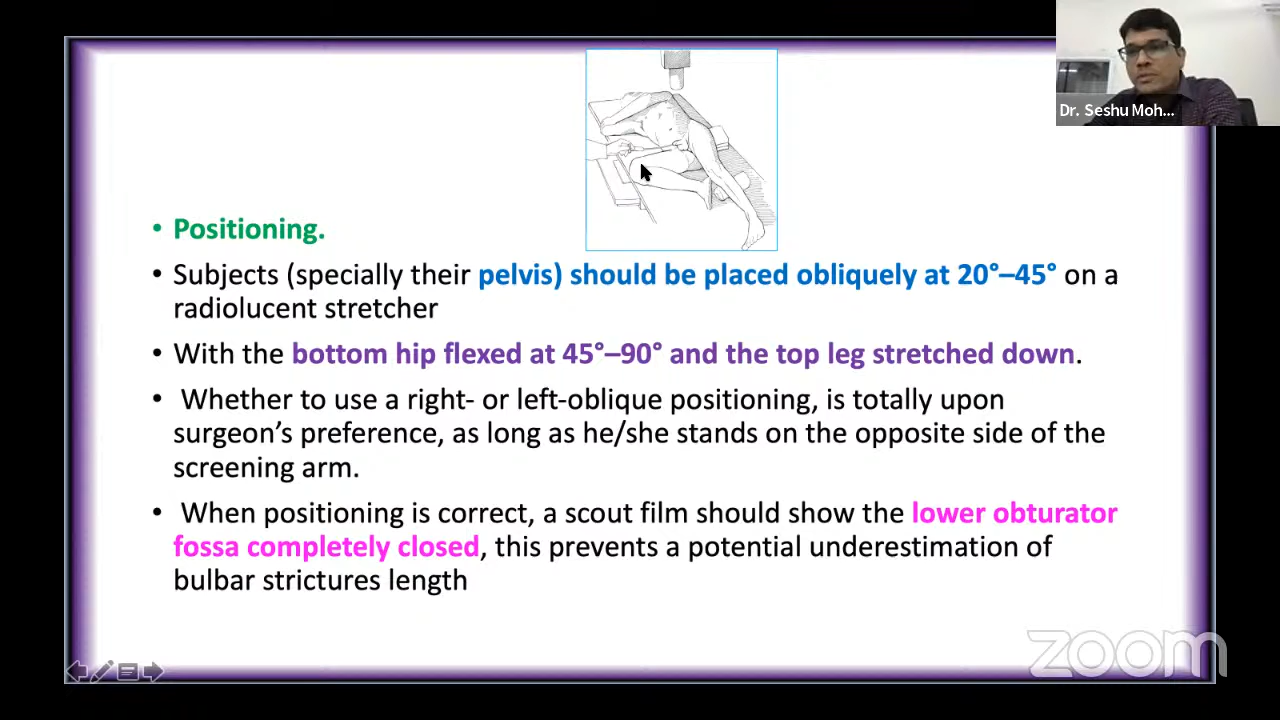 Dr. Seshu Moh...
• Positioning.
• Subjects (specially their pelvis) should be placed obliquely at 20°–45° on a
radiolucent stretcher
• With the bottom hip flexed at 45°–90° and the top leg stretched down.
• Whether to use a right- or left-oblique positioning, is totally upon
surgeon's preference, as long as he/she stands on the opposite side of the
screening arm.
• When positioning is correct, a scout film should show the lower obturator
fossa completely closed, this prevents a potential underestimation of
bulbar strictures length
zoom